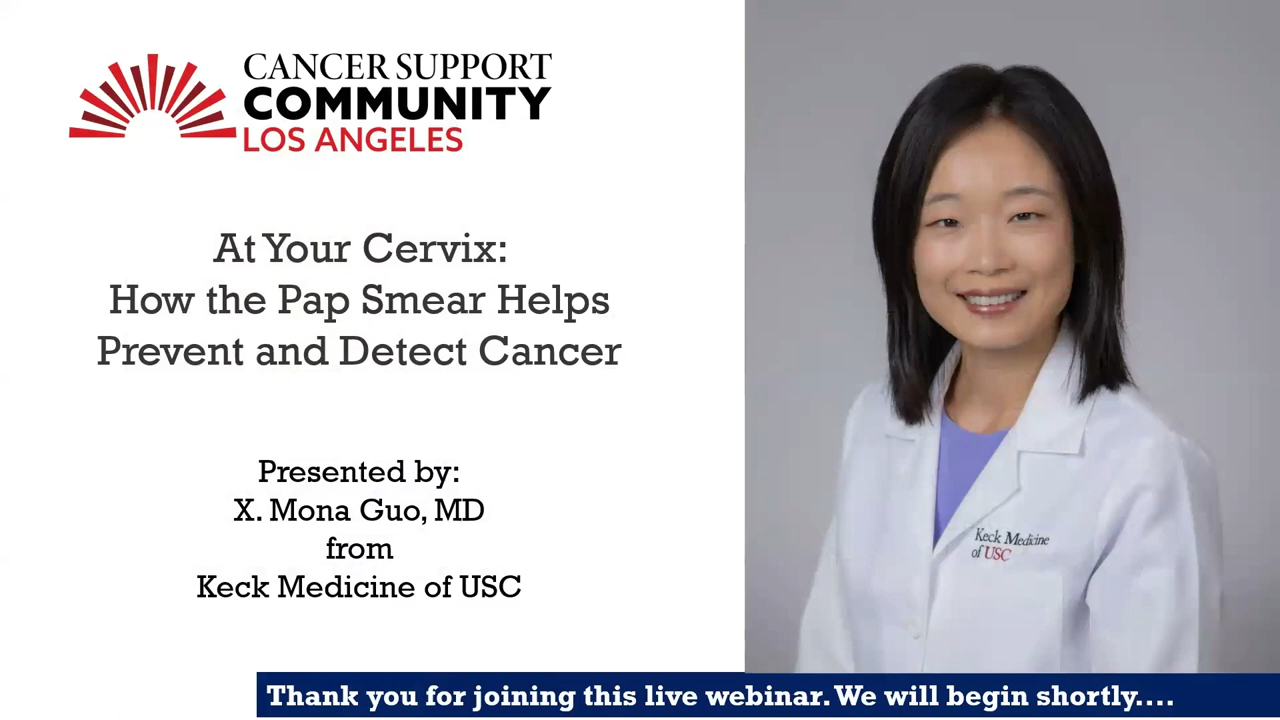 CANCER SUPPORT
COMMUNITY
LOS ANGELES
At Your Cervix:
How the Pap Smear Helps
Prevent and Detect Cancer
Presented by:
X. Mona Guo, MD
from
Keck Medicine of USC
Keck Medicine
of USC
Thank you for joining this live webinar. We will begin shortly....